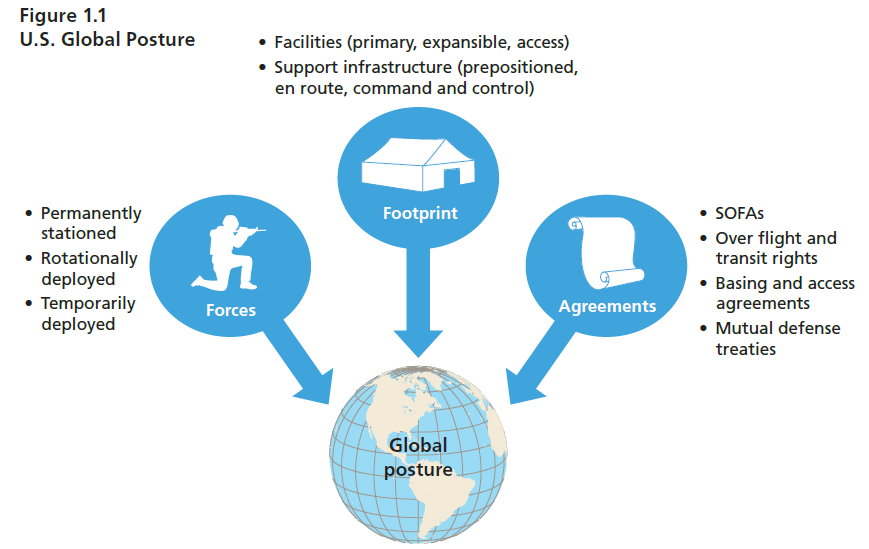 Figure 1.1
U.S. Global Posture
• Facilities (primary, expansible, access)
• Support infrastructure (prepositioned,
en route, command and control)
Footprint
• Permanently
stationed
• Rotationally
deployed
• Temporarily
deployed
Forces
Agreements
• SOFAs
• Over flight and
transit rights
• Basing and access
agreements
• Mutual defense
treaties
Global
posture